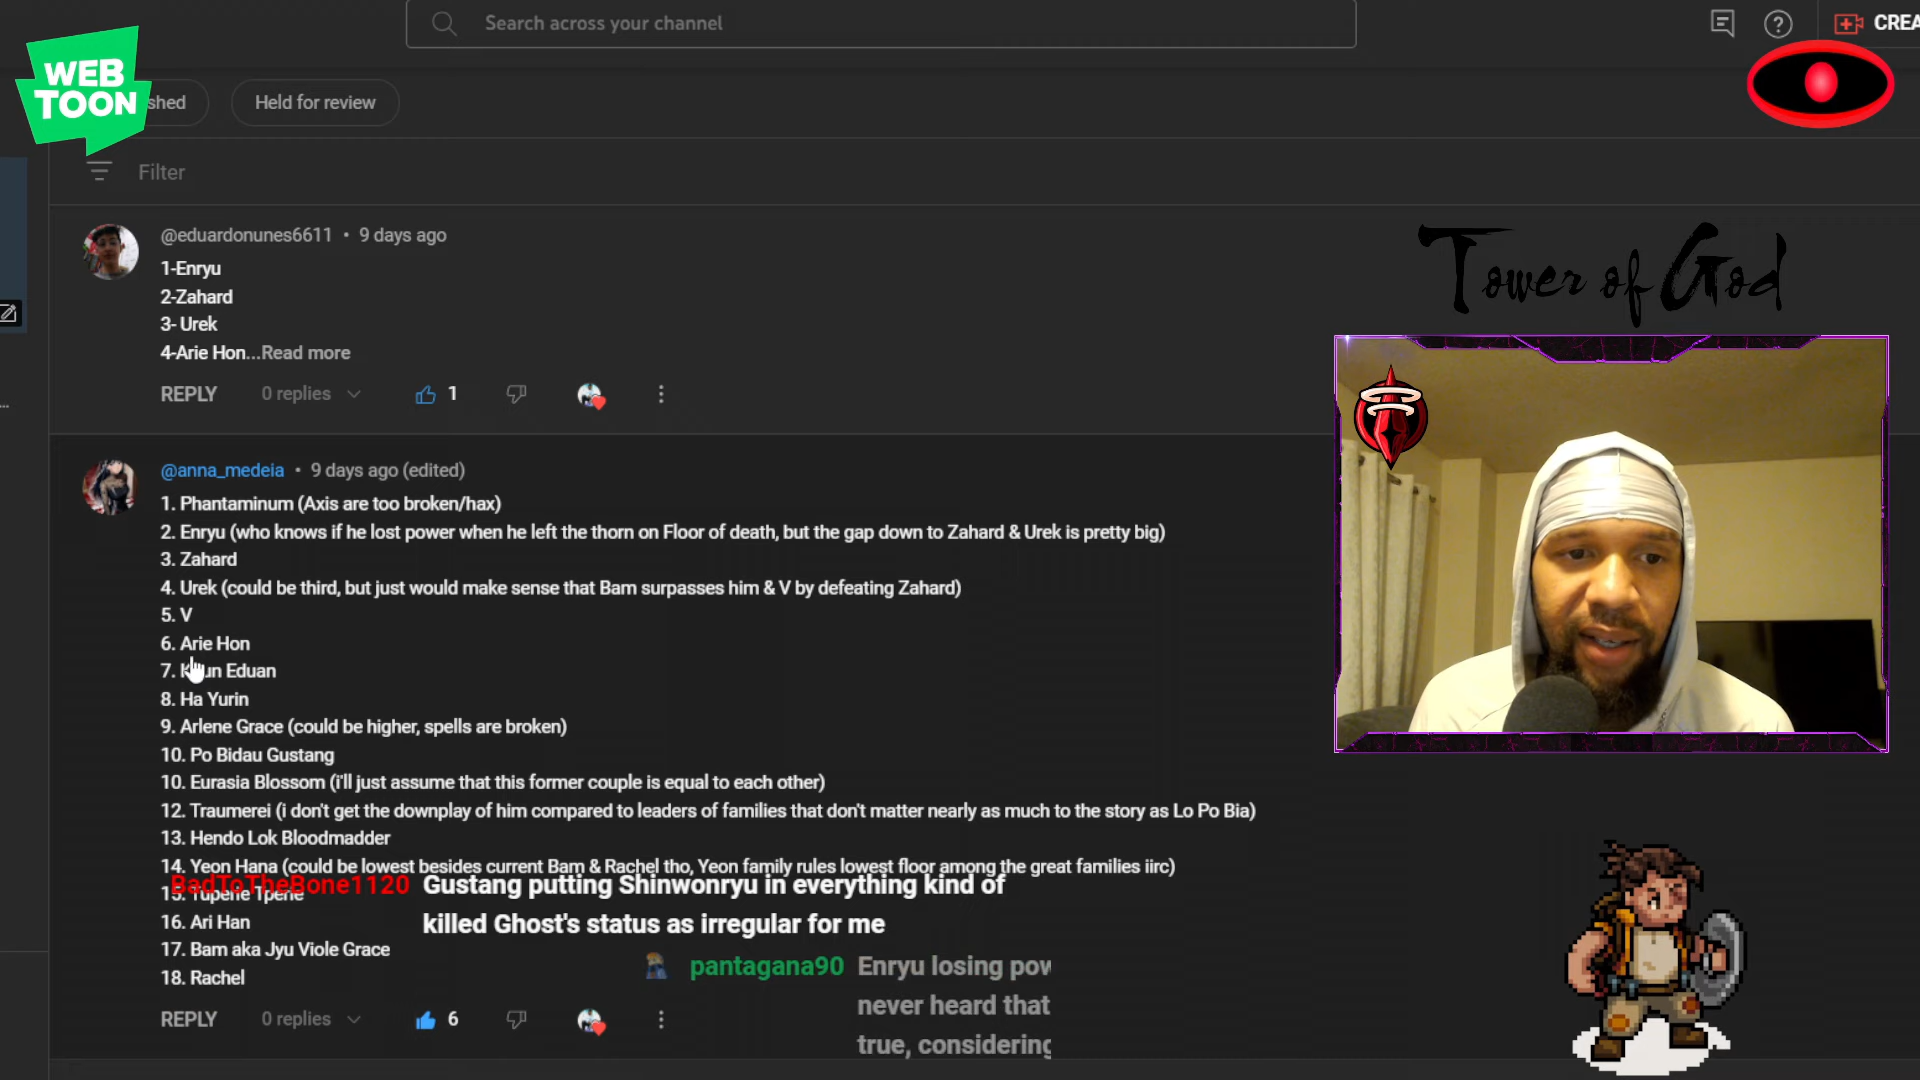 Search across your channel
CREA
WEB
TOON
shed
Held for review
Filter
@eduardonunes6611 • 9 days ago
1-Enryu
2-Zahard
3- Urek
4-Arie Hon...Read more
REPLY
0 replies
1
Tower of God
@anna_medeia • 9 days ago (edited)
1. Phantaminum (Axis are too broken/hax)
2. Enryu (who knows if he lost power when he left the thorn on Floor of death, but the gap down to Zahard & Urek is pretty big)
3. Zahard
4. Urek (could be third, but just would make sense that Bam surpasses him & V by defeating Zahard)
5. V
6. Arie Hon
7. Khun Eduan
8. Ha Yurin
9. Arlene Grace (could be higher, spells are broken)
10. Po Bidau Gustang
10. Eurasia Blossom (i'll just assume that this former couple is equal to each other)
12. Traumerei (i don't get the downplay of him compared to leaders of families that don't matter nearly as much to the story as Lo Po Bia)
13. Hendo Lok Bloodmadder
14. Yeon Hana (could be lowest besides current Bam & Rachel tho, Yeon family rules lowest floor among the great families iirc)
15. Tuperie Tperie
16. Ari Han
17. Bam aka Jyu Viole Grace
18. Rachel
REPLY
0 replies
6
BadToTheBone1120 Gustang putting Shinwonryu in everything kind of
killed Ghost's status as irregular for me
pantagana90 Enryu losing pow
never heard that
true, considering